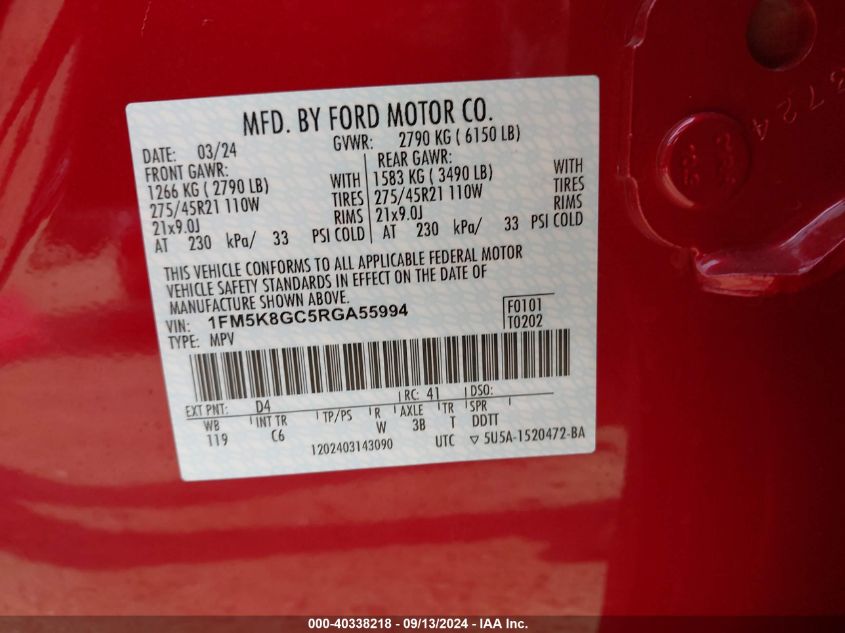 MFD. BY FORD MOTOR CO.
DATE: 03/24 GVWR: 2790 KG ( 6150 LB)
FRONT GAWR: REAR GAWR:
1266 KG ( 2790 LB) WITH 1583 KG ( 3490 LB) WITH
275/45R21 110W TIRES 275/45R21 110W TIRES
21x9.0J RIMS 21x9.0J RIMS
AT 230 kPa/ 33 PSI COLD AT 230 kPa/ 33 PSI COLD
THIS VEHICLE CONFORMS TO ALL APPLICABLE FEDERAL MOTOR
VEHICLE SAFETY STANDARDS IN EFFECT ON THE DATE OF
MANUFACTURE SHOWN ABOVE.
VIN: 1FM5K8GC5RGA55994 F0101
TYPE: MPV T0202
EXT PNT: D4 RC: 41 DSO:
WB INT TR TP/PS R AXLE TR SPR
119 C6 W 3B T DDTT
1202403143090 UTC ▽ 5U5A-1520472-BA
3724
000-40338218 - 09/13/2024 - IAA Inc.